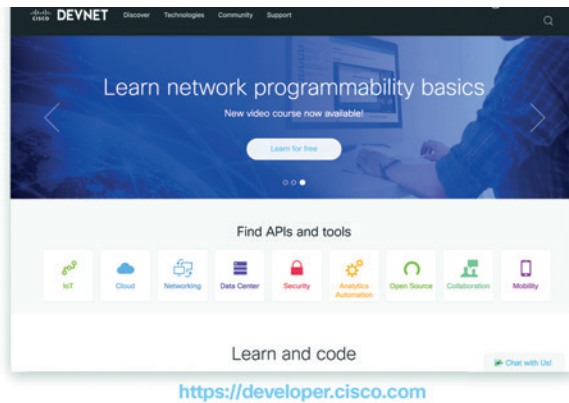 CISCO DEVNET Discover Technologies Community Support
Learn network programmability basics
New video course now available!
Learn for free
Find APIs and tools
IoT Cloud Networking Data Center Security Analytics Automation Open Source Collaboration Mobility
Learn and code
Chat with Us!
https://developer.cisco.com